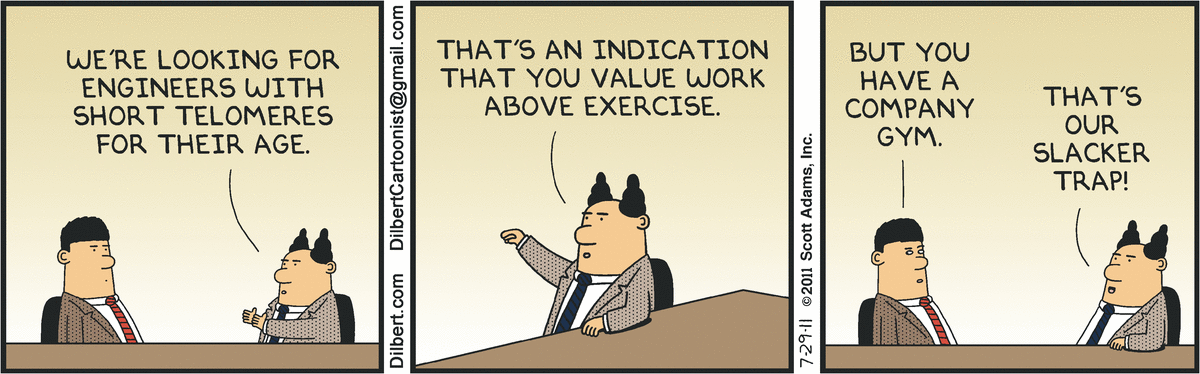 WE'RE LOOKING FOR
ENGINEERS WITH
SHORT TELOMERES
FOR THEIR AGE.
Dilbert.com DilbertCartoonist@gmail.com
THAT'S AN INDICATION
THAT YOU VALUE WORK
ABOVE EXERCISE.
7-29-11 ©2011 Scott Adams, Inc.
BUT YOU
HAVE A
COMPANY
GYM.
THAT'S
OUR
SLACKER
TRAP!